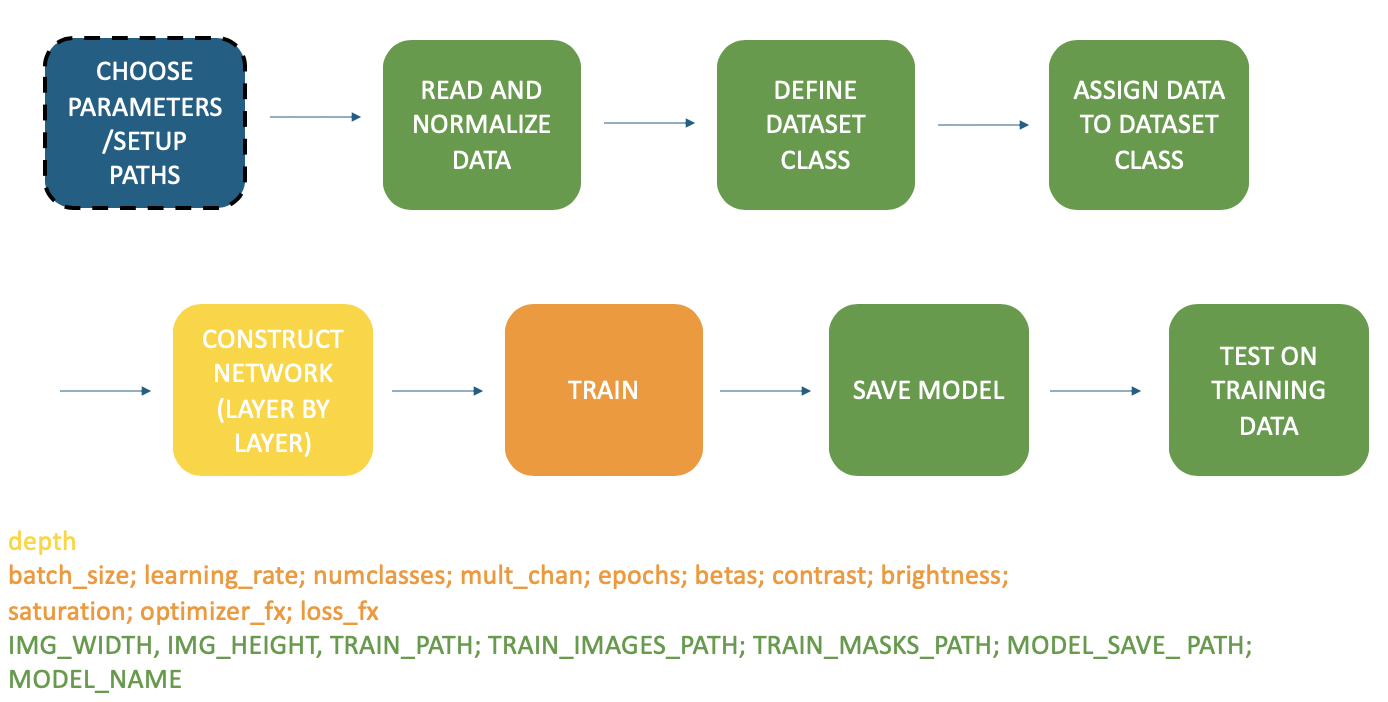 CHOOSE
PARAMETERS
/SETUP
PATHS
READ AND
NORMALIZE
DATA
DEFINE
DATASET
CLASS
ASSIGN DATA
TO DATASET
CLASS
CONSTRUCT
NETWORK
(LAYER BY
LAYER)
TRAIN
SAVE MODEL
TEST ON
TRAINING
DATA
depth
batch_size; learning_rate; numclasses; mult_chan; epochs; betas; contrast; brightness;
saturation; optimizer_fx; loss_fx
IMG_WIDTH, IMG_HEIGHT, TRAIN_PATH; TRAIN_IMAGES_PATH; TRAIN_MASKS_PATH; MODEL_SAVE_ PATH;
MODEL_NAME